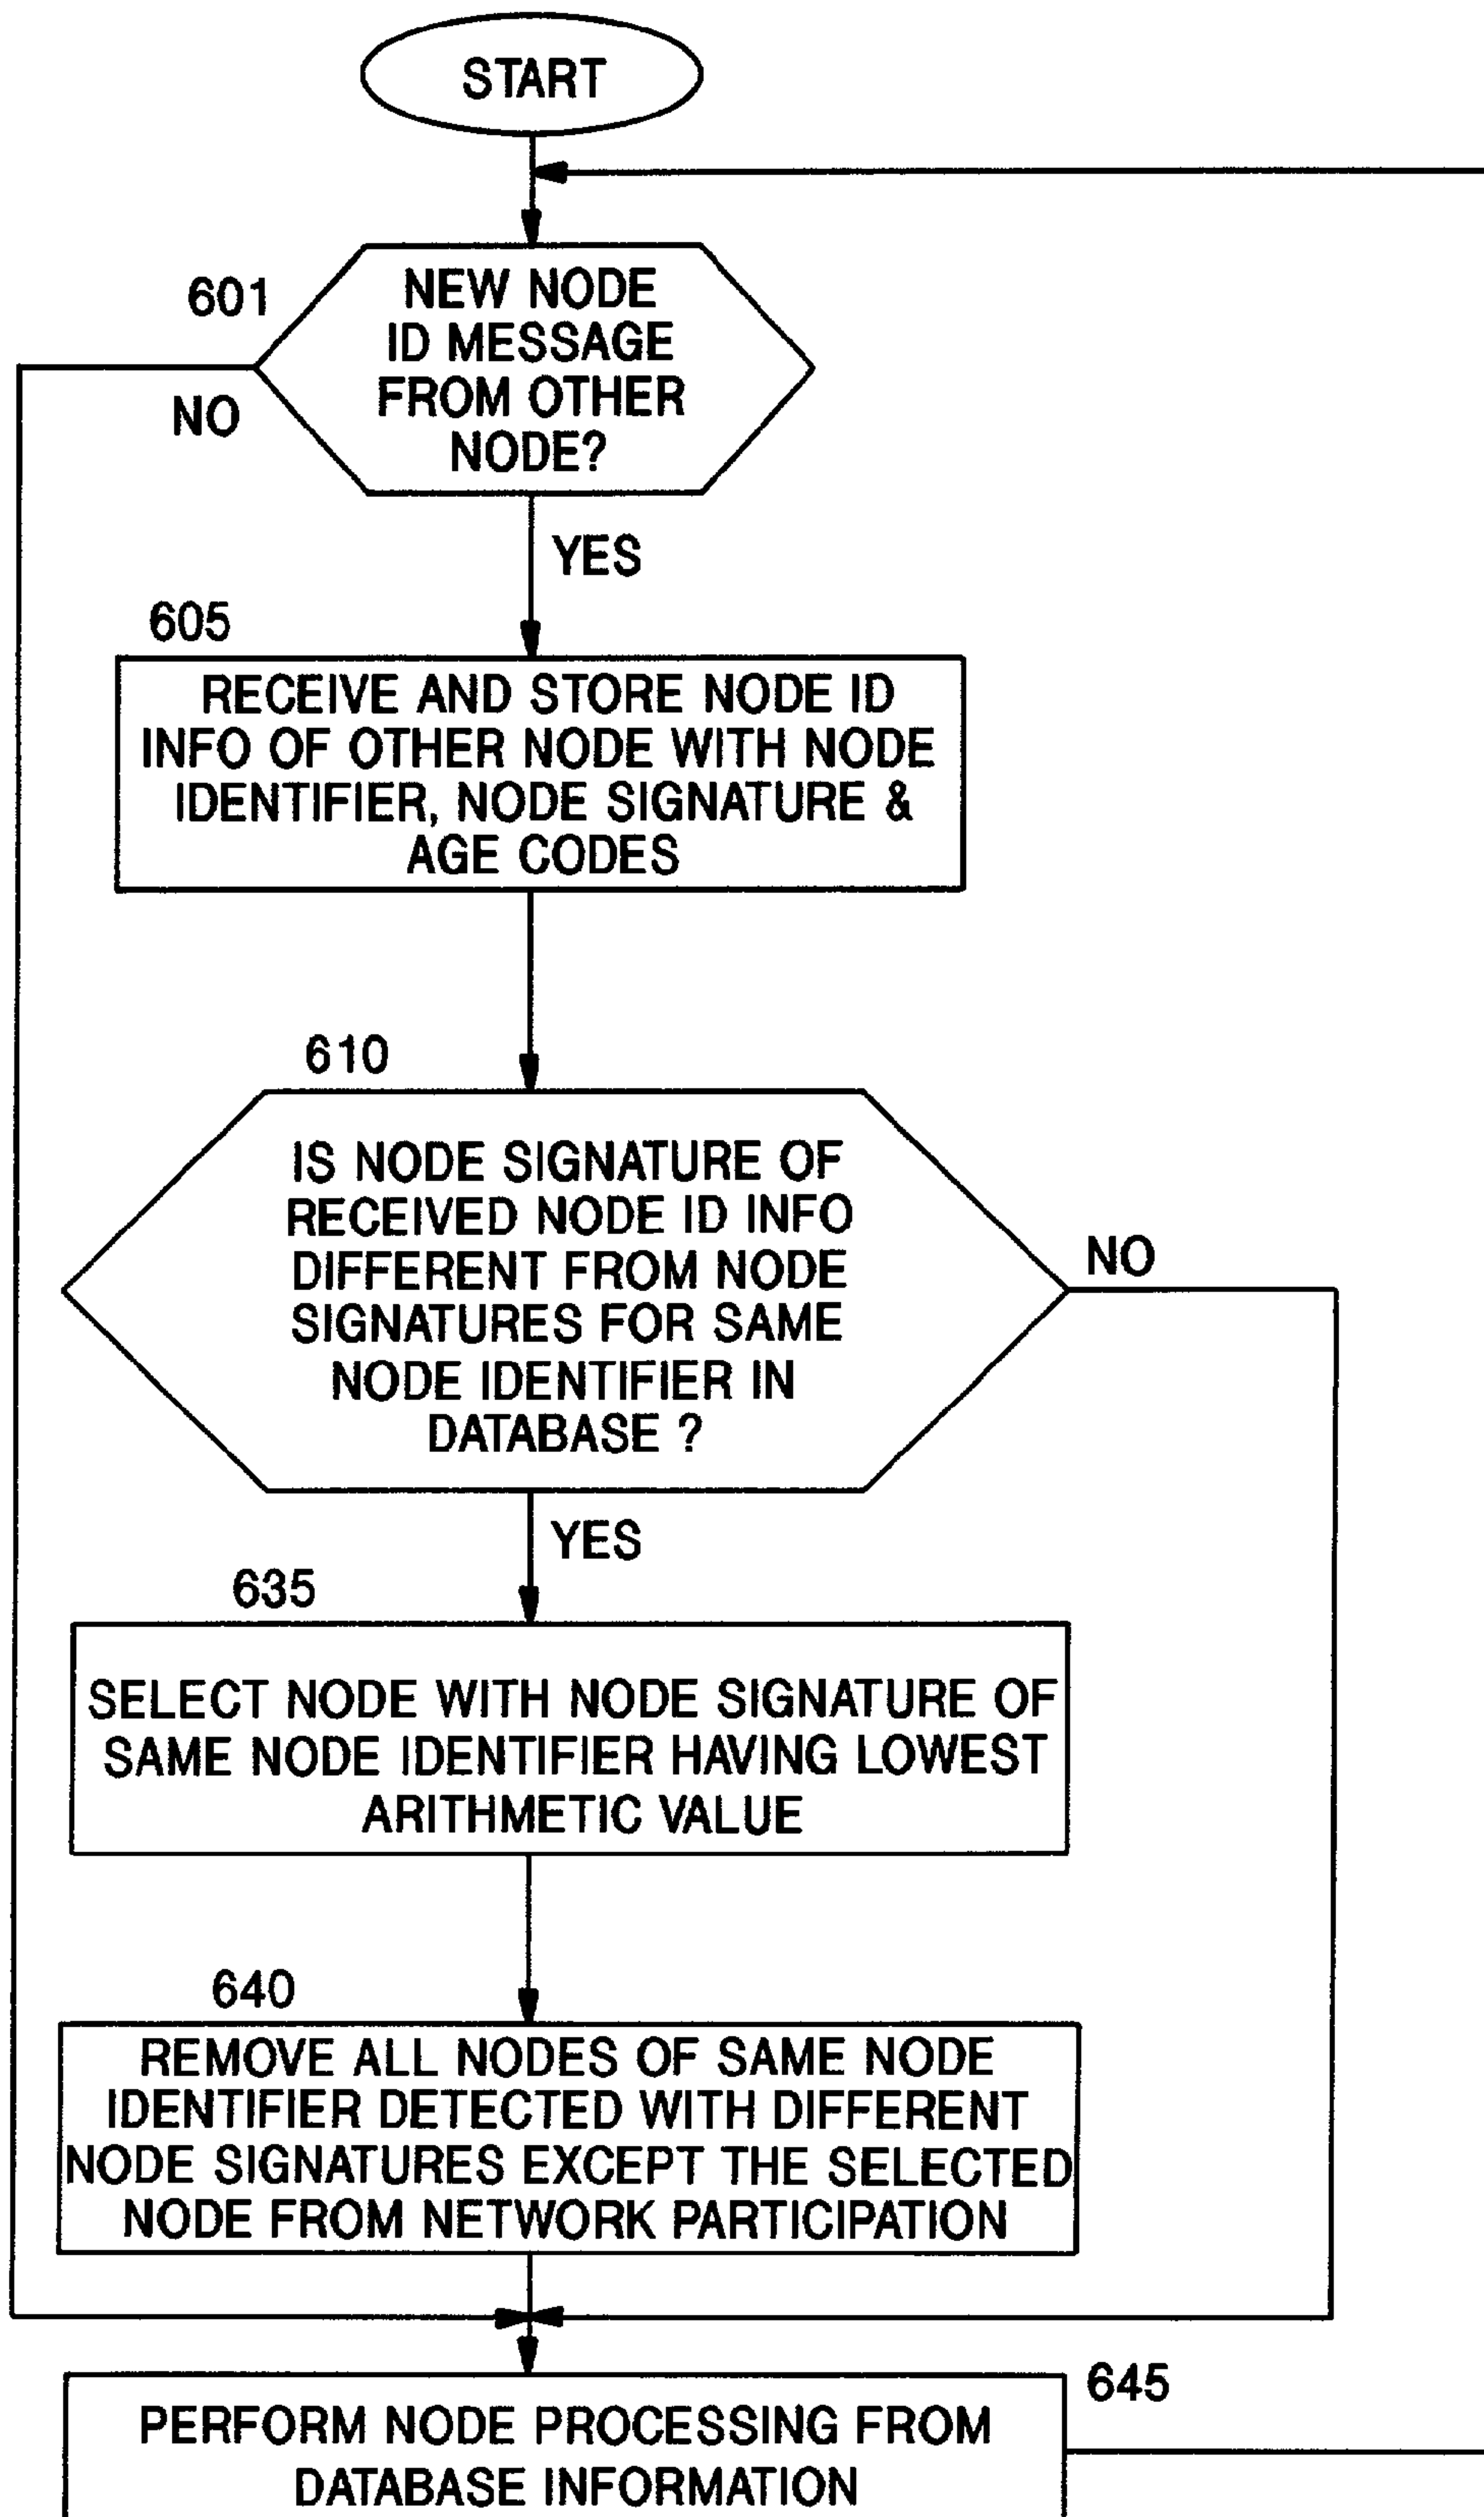 START
601
NEW NODE
ID MESSAGE
FROM OTHER
NODE?
NO
YES
605
RECEIVE AND STORE NODE ID
INFO OF OTHER NODE WITH NODE
IDENTIFIER, NODE SIGNATURE &
AGE CODES
610
IS NODE SIGNATURE OF
RECEIVED NODE ID INFO
DIFFERENT FROM NODE
SIGNATURES FOR SAME
NODE IDENTIFIER IN
DATABASE ?
NO
YES
635
SELECT NODE WITH NODE SIGNATURE OF
SAME NODE IDENTIFIER HAVING LOWEST
ARITHMETIC VALUE
640
REMOVE ALL NODES OF SAME NODE
IDENTIFIER DETECTED WITH DIFFERENT
NODE SIGNATURES EXCEPT THE SELECTED
NODE FROM NETWORK PARTICIPATION
645
PERFORM NODE PROCESSING FROM
DATABASE INFORMATION